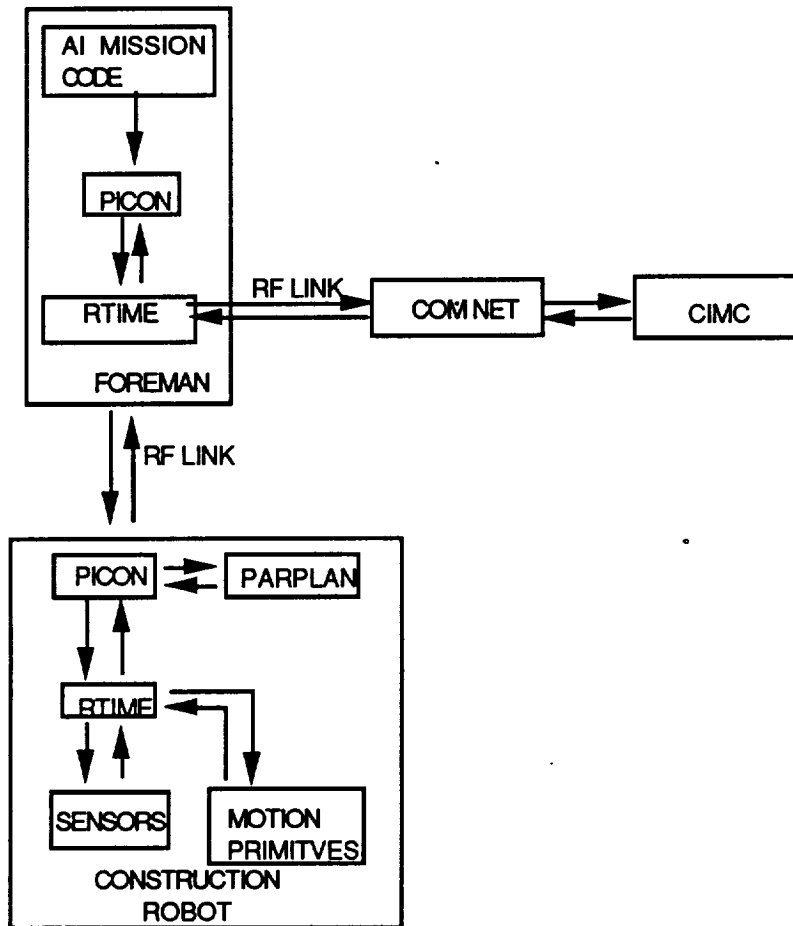 AI MISSION
CODE
PICON
RTIME
FOREMAN
RF LINK
COM NET
CIMC
RF LINK
PICON
PARPLAN
RTIME
SENSORS
MOTION
PRIMITVES
CONSTRUCTION
ROBOT